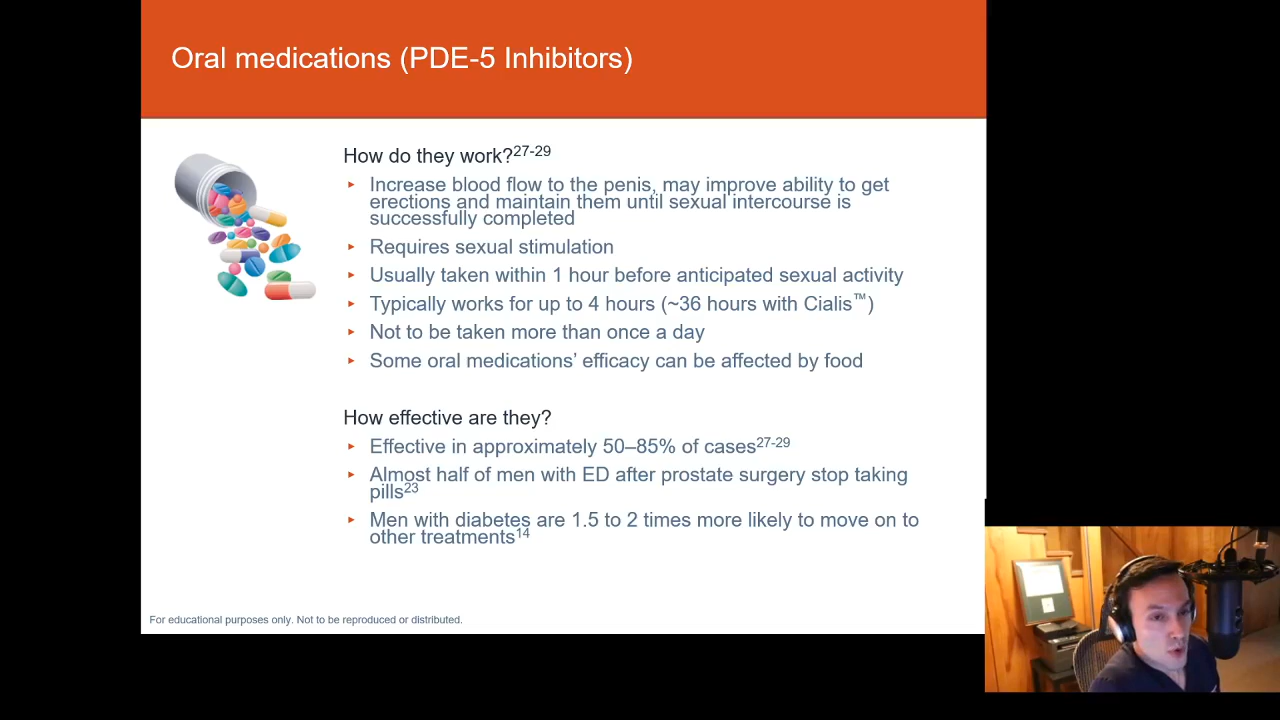 Oral medications (PDE-5 Inhibitors)
How do they work?27-29
▸ Increase blood flow to the penis, may improve ability to get
erections and maintain them until sexual intercourse is
successfully completed
▸ Requires sexual stimulation
▸ Usually taken within 1 hour before anticipated sexual activity
▸ Typically works for up to 4 hours (~36 hours with Cialis™)
▸ Not to be taken more than once a day
▸ Some oral medications’ efficacy can be affected by food
How effective are they?
▸ Effective in approximately 50–85% of cases27-29
▸ Almost half of men with ED after prostate surgery stop taking
pills23
▸ Men with diabetes are 1.5 to 2 times more likely to move on to
other treatments14
For educational purposes only. Not to be reproduced or distributed.